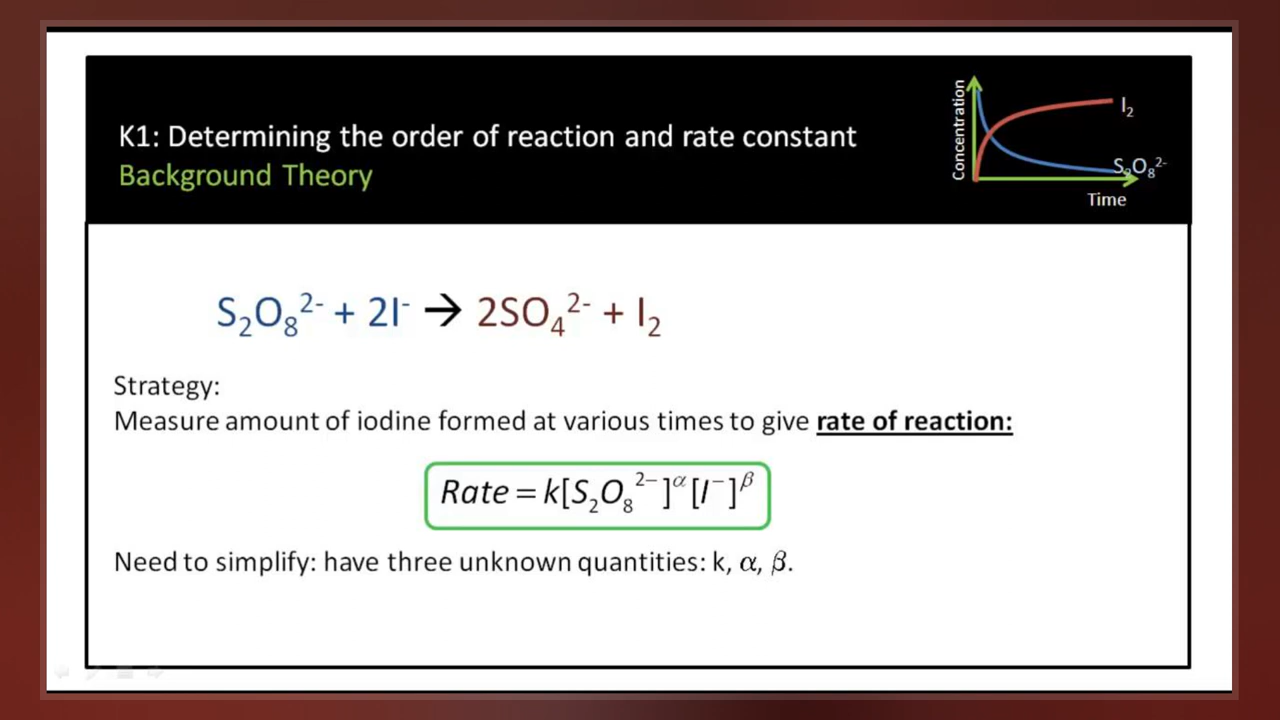 K1: Determining the order of reaction and rate constant
Background Theory
Concentration
I₂
S₂O₈²⁻
Time
S₂O₈²⁻ + 2I⁻ → 2SO₄²⁻ + I₂
Strategy:
Measure amount of iodine formed at various times to give rate of reaction:
Rate = k[S₂O₈²⁻]^α [I⁻]^β
Need to simplify: have three unknown quantities: k, α, β.